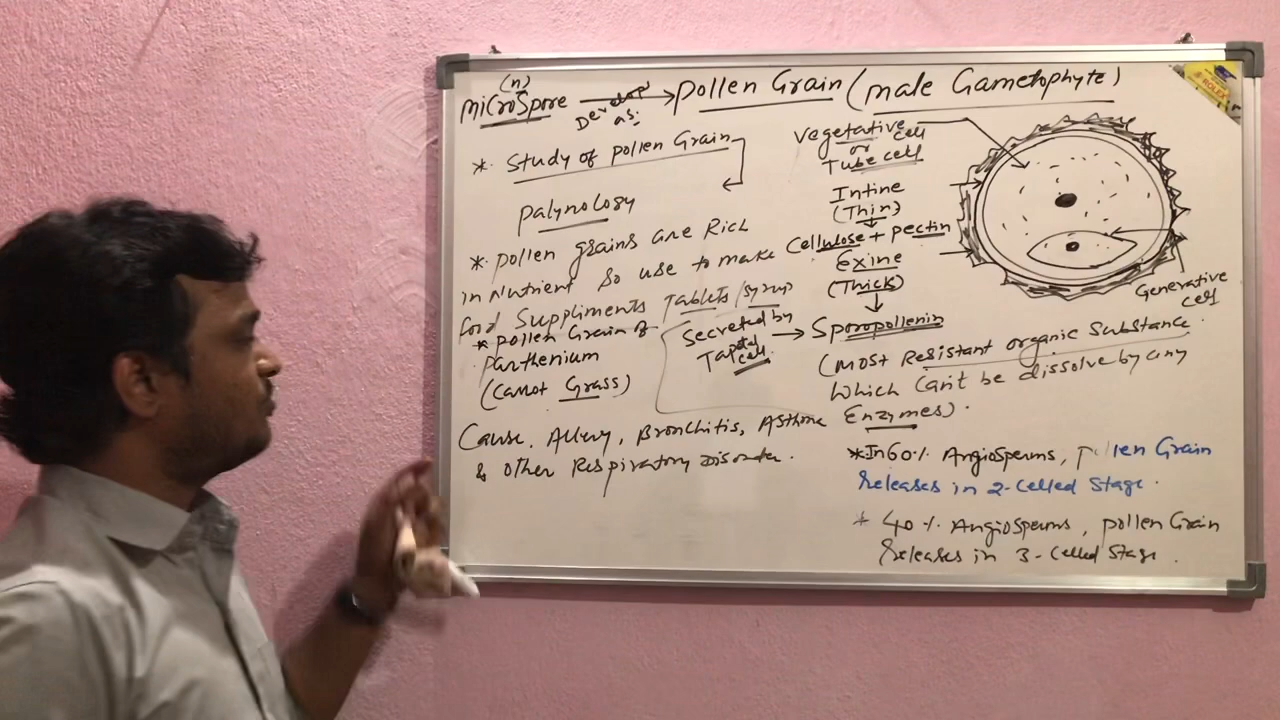 (n)
Microspore Develop as: → Pollen Grain (male Gametophyte)
*. Study of pollen Grain
palynology
*. pollen grains are Rich
in Nutrient so use to make
food Suppliments Tablets/syrup
* pollen Grain of
Parthenium
(Carrot Grass)
Cause. Allergy, Bronchitis, Asthma
& other Respiratory Disorder.
Vegetative cell
or
Tube cell
Intine
(Thin)
Cellulose + pectin
Exine
(Thick)
Generative
cell
Secreted by
Tapetal
cell
→ Sporopollenin
(most Resistant organic Substance.
Which Can't be dissolve by any
Enzymes).
*In 60% Angiosperms, pollen Grain
Releases in 2-Celled Stage.
* 40% Angiosperms, pollen Grain
Releases in 3-Celled Stage.
ROLEX